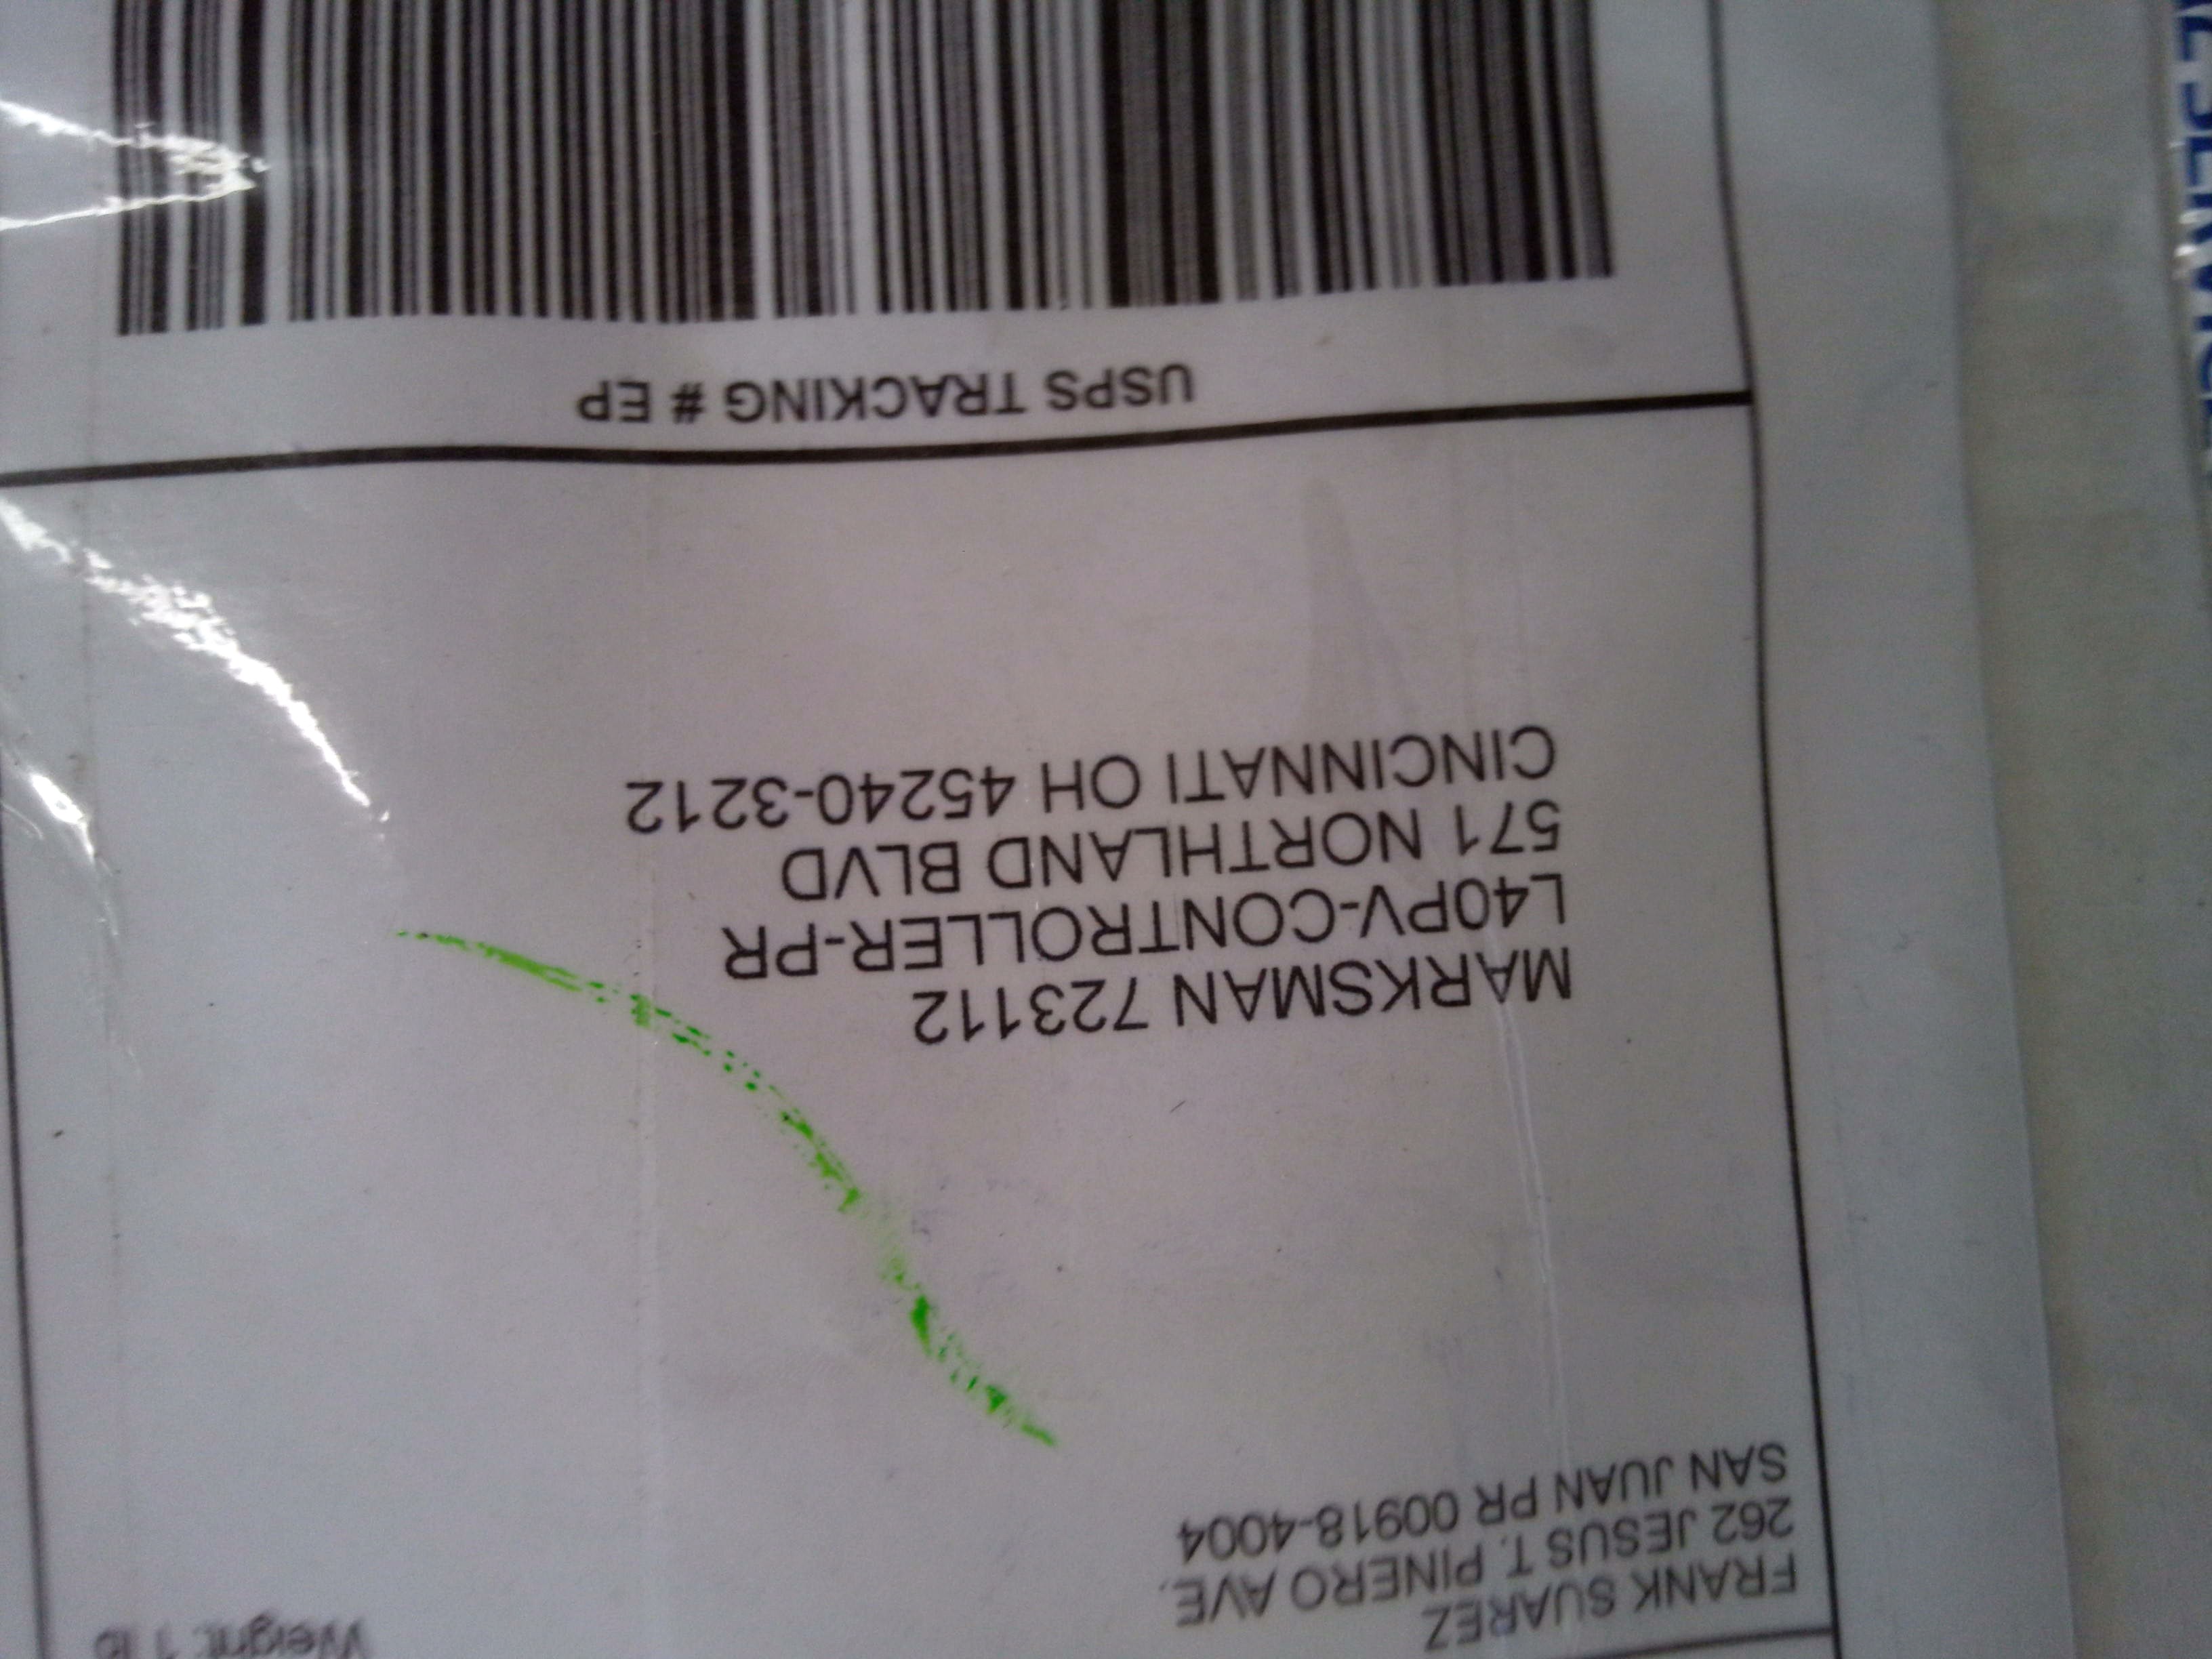 FRANK SUAREZ
262 JESUS T. PINERO AVE.
SAN JUAN PR 00918-4004
Weight: 1 lb
MARKSMAN 723112
L40PV-CONTROLLER-PR
571 NORTHLAND BLVD
CINCINNATI OH 45240-3212
USPS TRACKING # EP